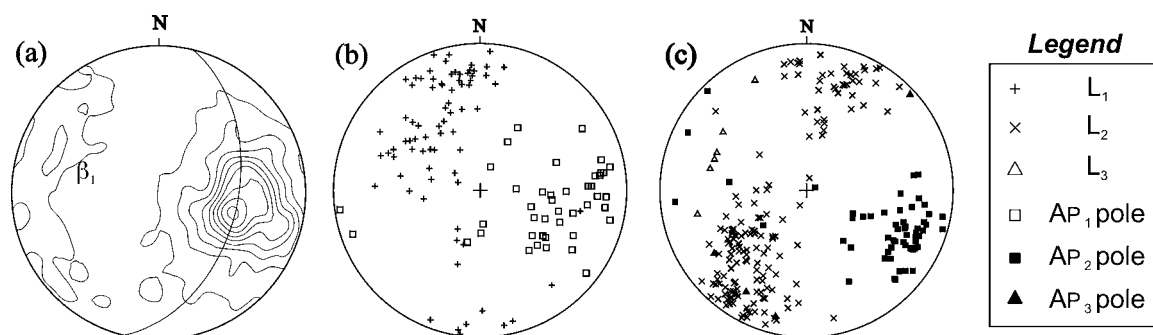 (a) N (b) N (c) N
β₁
Legend
L₁
L₂
L₃
AP₁ pole
AP₂ pole
AP₃ pole